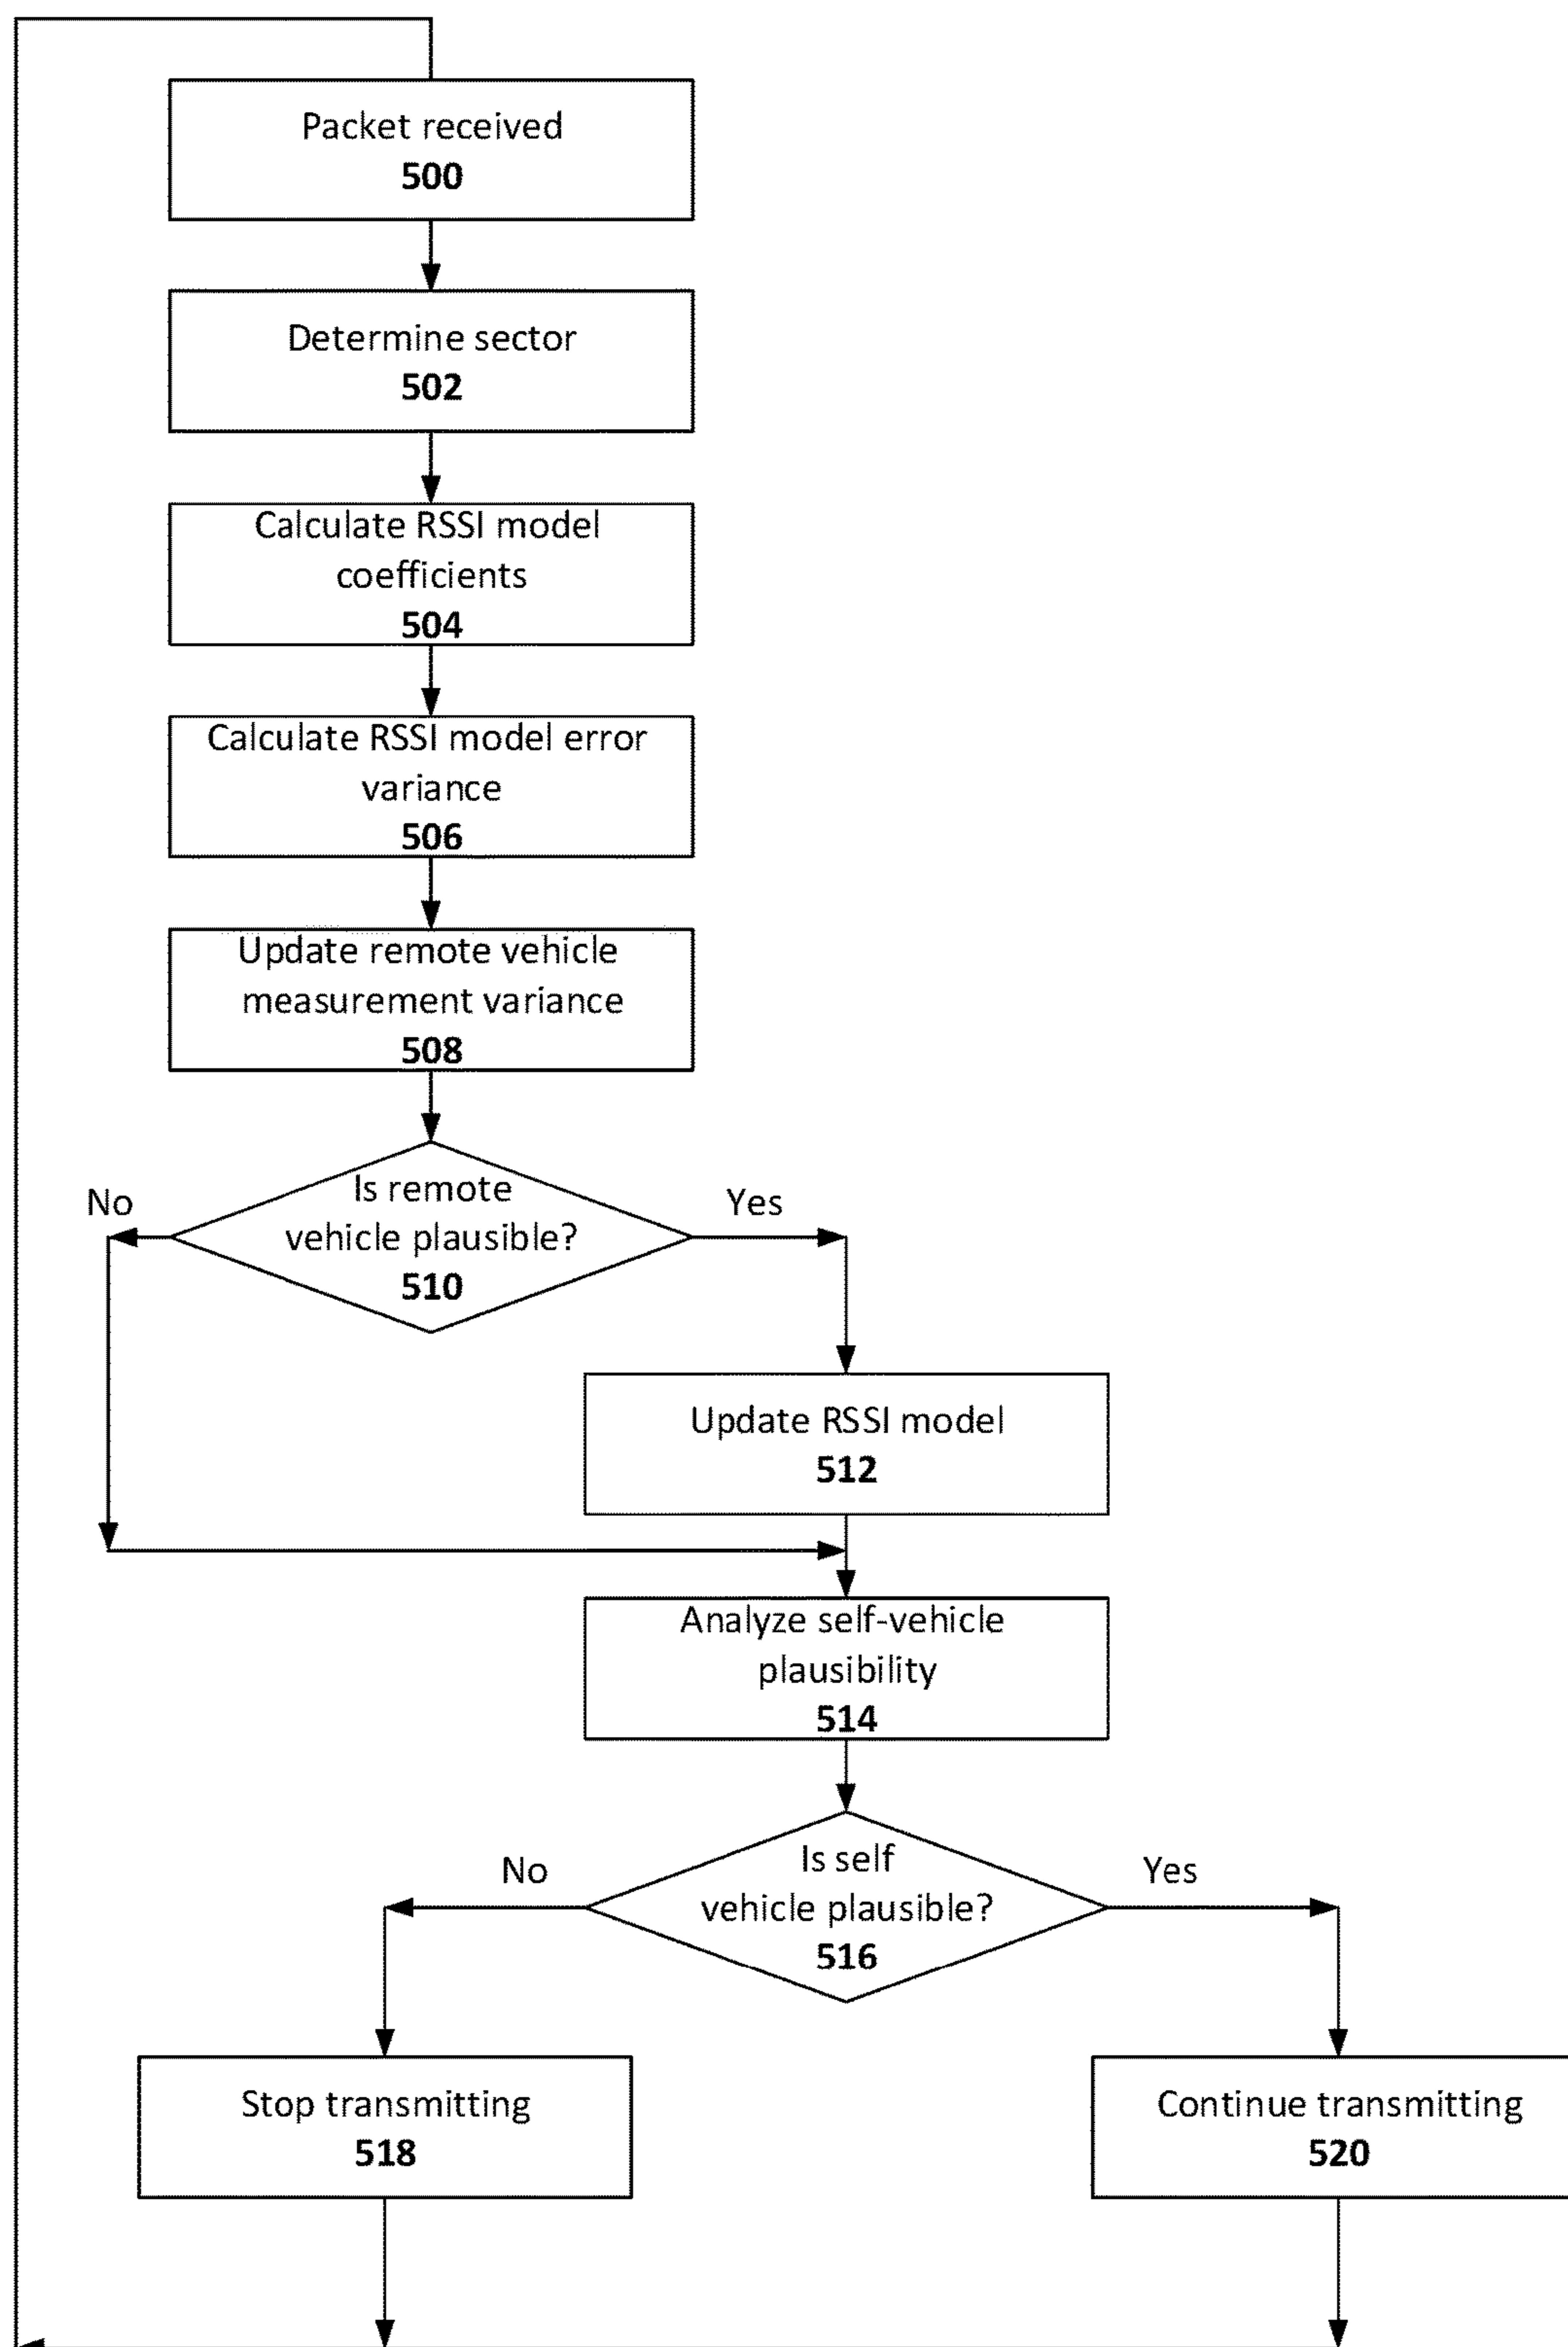 Packet received
500
Determine sector
502
Calculate RSSI model
coefficients
504
Calculate RSSI model error
variance
506
Update remote vehicle
measurement variance
508
No
Yes
Is remote
vehicle plausible?
510
Update RSSI model
512
Analyze self-vehicle
plausibility
514
No
Yes
Is self
vehicle plausible?
516
Stop transmitting
518
Continue transmitting
520